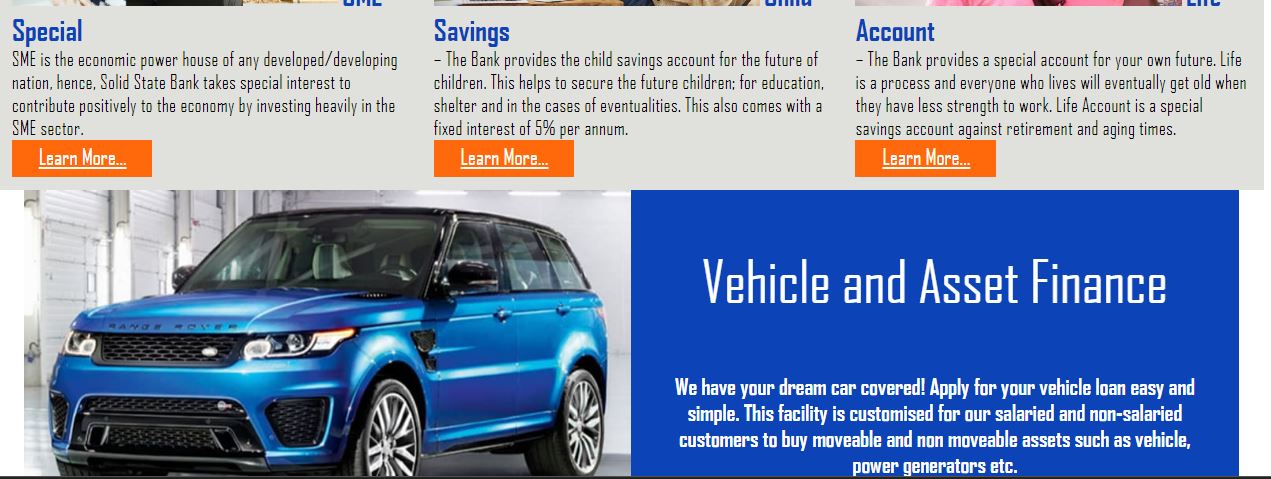 SME
Special
SME is the economic power house of any developed/developing
nation, hence, Solid State Bank takes special interest to
contribute positively to the economy by investing heavily in the
SME sector.
Learn More...
Child
Savings
– The Bank provides the child savings account for the future of
children. This helps to secure the future children; for education,
shelter and in the cases of eventualities. This also comes with a
fixed interest of 5% per annum.
Learn More...
Life
Account
– The Bank provides a special account for your own future. Life
is a process and everyone who lives will eventually get old when
they have less strength to work. Life Account is a special
savings account against retirement and aging times.
Learn More...
RANGE ROVER
Vehicle and Asset Finance
We have your dream car covered! Apply for your vehicle loan easy and
simple. This facility is customised for our salaried and non-salaried
customers to buy moveable and non moveable assets such as vehicle,
power generators etc.